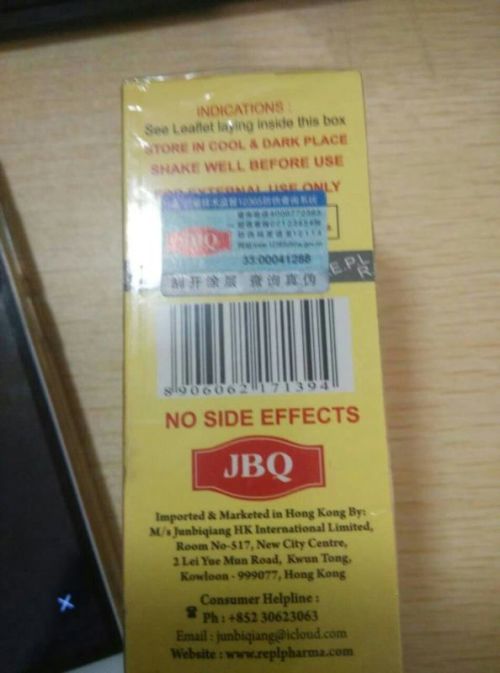 INDICATIONS :
See Leaflet laying inside this box
STORE IN COOL & DARK PLACE
SHAKE WELL BEFORE USE
FOR EXTERNAL USE ONLY
JBQ
33:00041288
刮开涂层 查询真伪
E.P.L
8 906062 171394
NO SIDE EFFECTS
JBQ
Imported & Marketed in Hong Kong By:
M/s Junbiqiang HK International Limited,
Room No-517, New City Centre,
2 Lei Yue Mun Road, Kwun Tong,
Kowloon - 999077, Hong Kong
Consumer Helpline :
Ph : +852 30623063
Email : junbiqiang@icloud.com
Website : www.replpharma.com